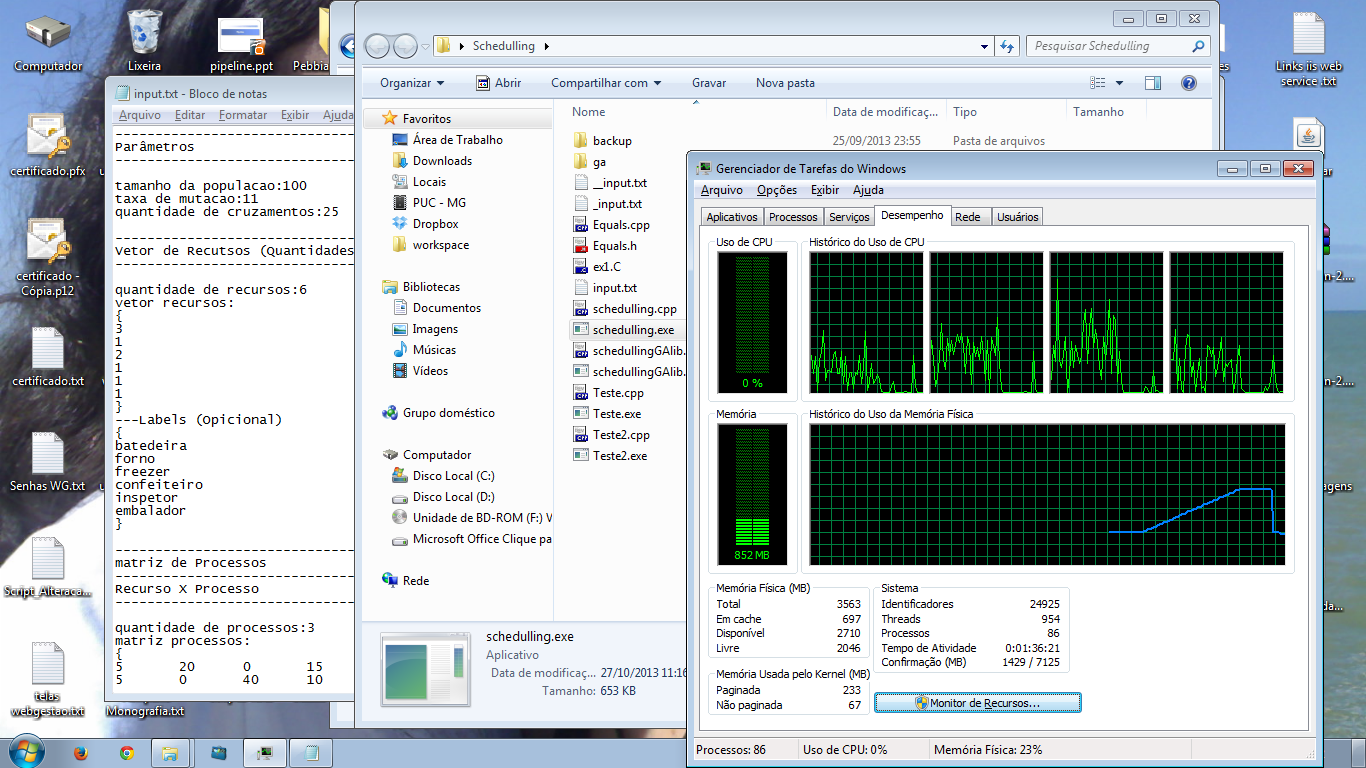 Computador
Lixeira
pipeline.ppt
Links iis web
service .txt
certificado.pfx
certificado -
Cópia.p12
certificado.txt
Senhas WG.txt
Script_Alteraca...
telas
webgestao.txt
Monografia.txt
input.txt - Bloco de notas
Arquivo Editar Formatar Exibir Ajuda
Parâmetros
tamanho da populacao:100
taxa de mutacao:11
quantidade de cruzamentos:25
Vetor de Recutsos (Quantidades
quantidade de recursos:6
vetor recursos:
{
3
1
2
1
1
1
}
---Labels (Opicional)
{
batedeira
forno
freezer
confeiteiro
inspetor
embalador
}
matriz de Processos
Recurso X Processo
quantidade de processos:3
matriz processos:
{
5 20 0 15
5 0 40 10
Schedulling
Pesquisar Schedulling
Organizar Abrir Compartilhar com Gravar Nova pasta
Favoritos
Área de Trabalho
Downloads
Locais
PUC - MG
Dropbox
workspace
Bibliotecas
Documentos
Imagens
Músicas
Vídeos
Grupo doméstico
Computador
Disco Local (C:)
Disco Local (D:)
Unidade de BD-ROM (F:) V
Microsoft Office Clique pa
Rede
Nome Data de modificaç... Tipo Tamanho
backup 25/09/2013 23:55 Pasta de arquivos
ga
__input.txt
_input.txt
Equals.cpp
Equals.h
ex1.C
input.txt
schedulling.cpp
schedulling.exe
schedullingGAlib.
schedullingGAlib.
Teste.cpp
Teste.exe
Teste2.cpp
Teste2.exe
schedulling.exe
Aplicativo
Data de modificaç... 27/10/2013 11:16
Tamanho: 653 KB
Gerenciador de Tarefas do Windows
Arquivo Opções Exibir Ajuda
Aplicativos Processos Serviços Desempenho Rede Usuários
Uso de CPU Histórico do Uso de CPU
0 %
Memória Histórico do Uso da Memória Física
852 MB
Memória Física (MB)
Total 3563
Em cache 697
Disponível 2710
Livre 2046
Memória Usada pelo Kernel (MB)
Paginada 233
Não paginada 67
Sistema
Identificadores 24925
Threads 954
Processos 86
Tempo de Atividade 0:01:36:21
Confirmação (MB) 1429 / 7125
Monitor de Recursos...
Processos: 86 Uso de CPU: 0% Memória Física: 23%